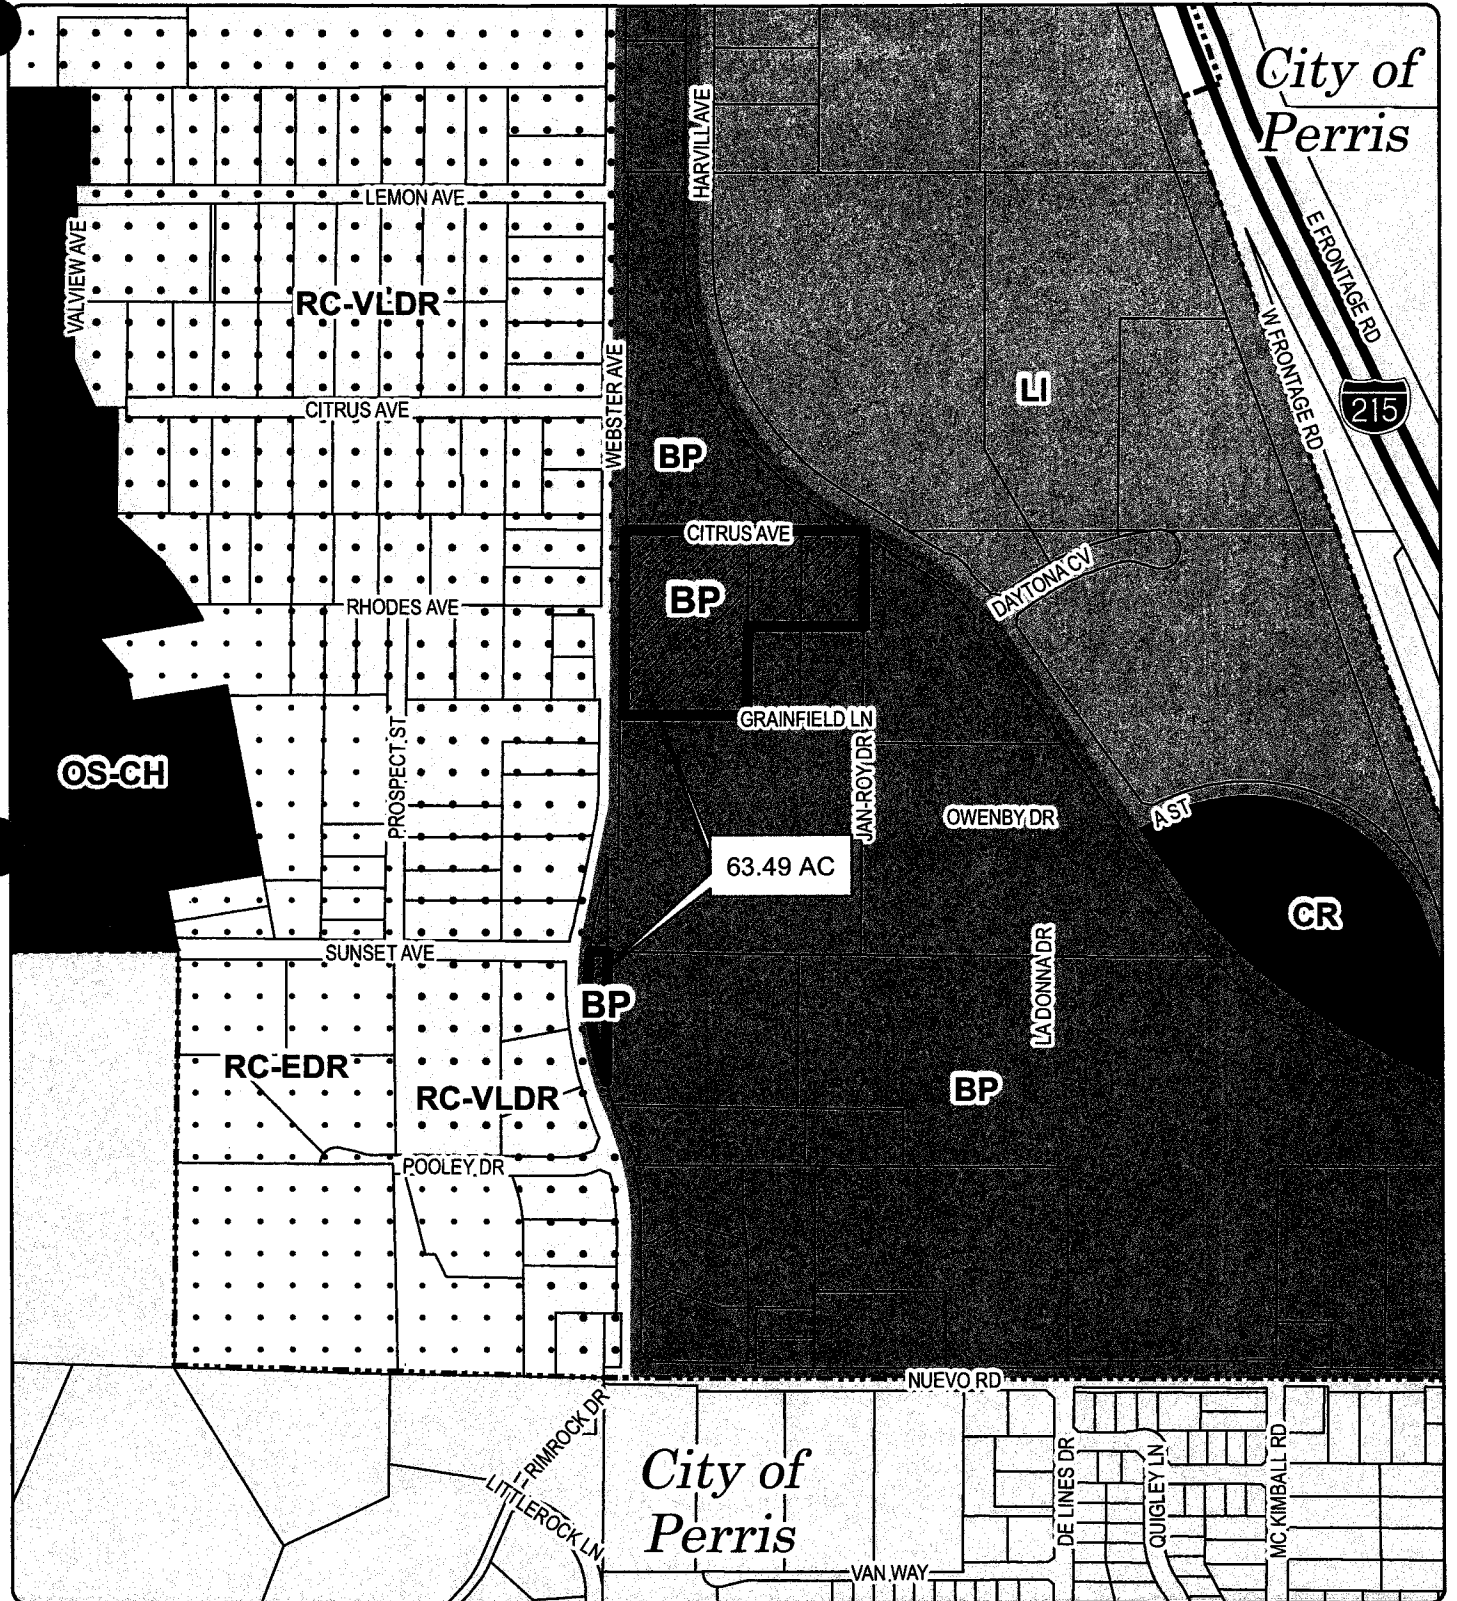 City of
Perris
HARVILL AVE
LEMON AVE
VALVIEW AVE
E FRONTAGE RD
RC-VLDR
W FRONTAGE RD
WEBSTER AVE
LI
215
CITRUS AVE
BP
CITRUS AVE
DAYTONA CV
BP
RHODES AVE
GRAINFIELD LN
PROSPECT ST
JAN-ROY DR
OS-CH
OWENBY DR
A ST
63.49 AC
CR
SUNSET AVE
LA DONNA DR
BP
RC-EDR
RC-VLDR
BP
POOLEY DR
NUEVO RD
RIMROCK DR
City of
Perris
LITTLEROCK LN
DE LINES DR
QUIGLEY LN
MC KIMBALL RD
VAN WAY